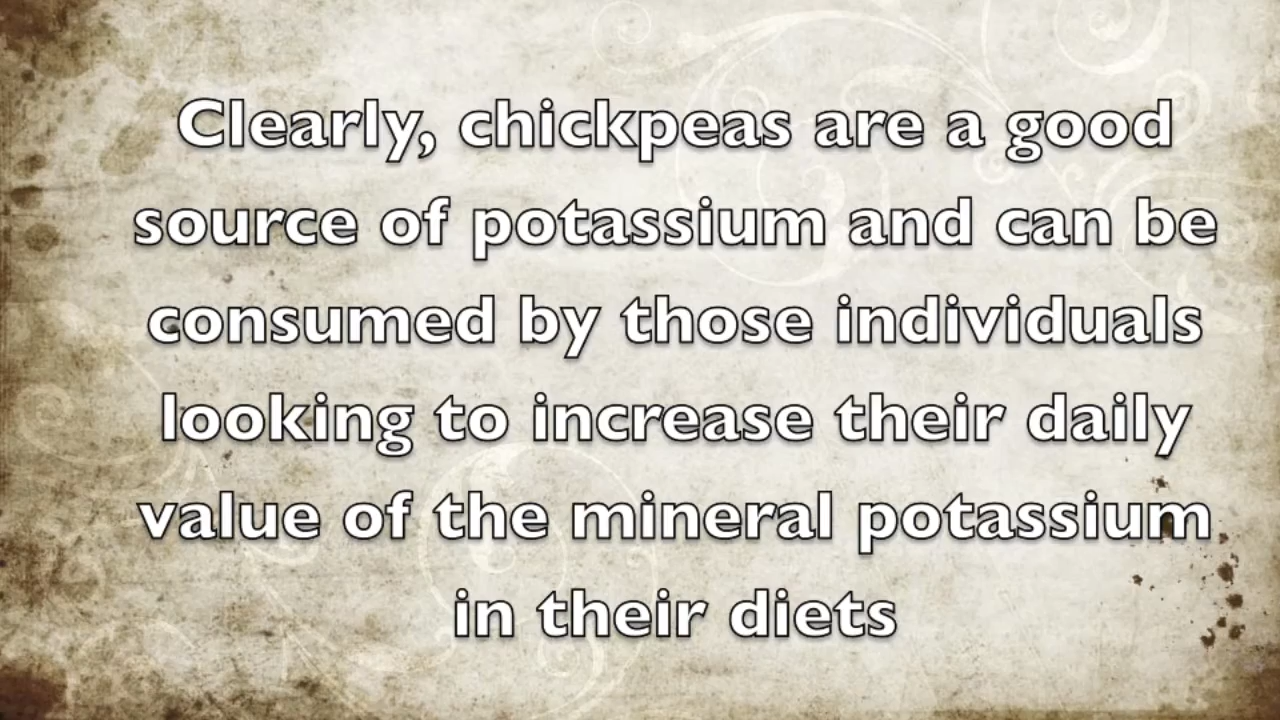 Clearly, chickpeas are a good
source of potassium and can be
consumed by those individuals
looking to increase their daily
value of the mineral potassium
in their diets